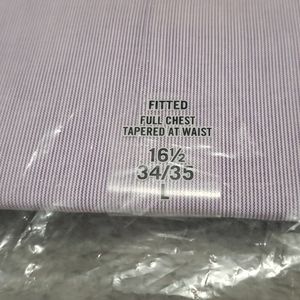 FITTED
FULL CHEST
TAPERED AT WAIST
16½
34/35
L